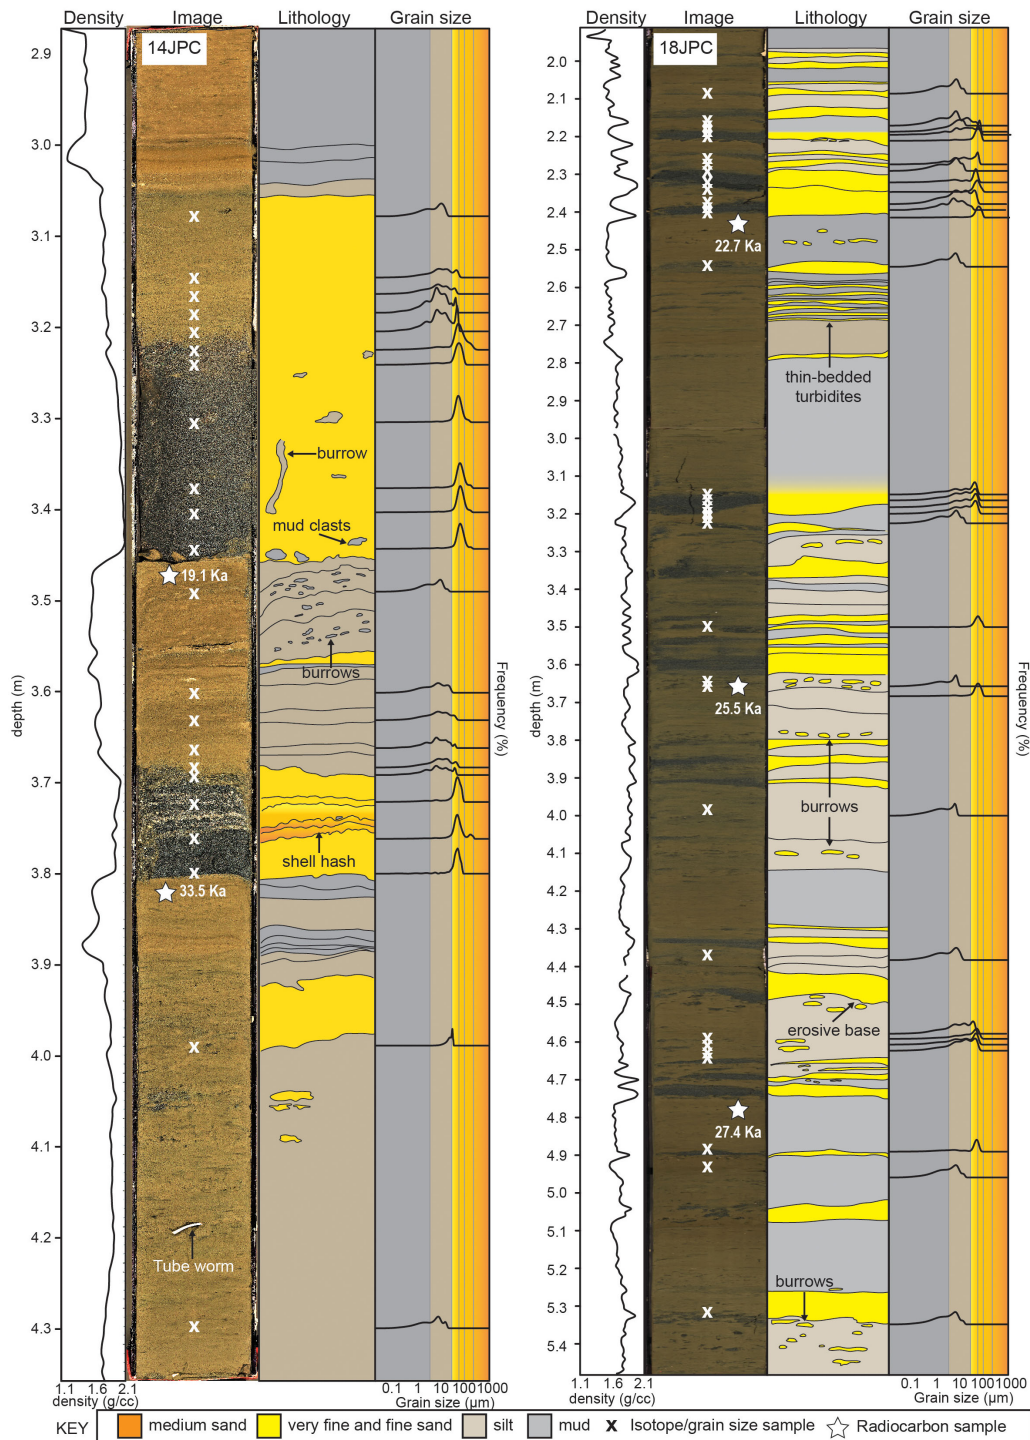 Density Image Lithology Grain size
14JPC
2.9
3.0
3.1
3.2
3.3
3.4
3.5
3.6
3.7
3.8
3.9
4.0
4.1
4.2
4.3
depth (m)
burrow
mud clasts
19.1 Ka
burrows
shell hash
33.5 Ka
Tube worm
Frequency (%)
1.1 1.6 2.1
density (g/cc)
0.1 1 10 100 1000
Grain size (µm)
Density Image Lithology Grain size
18JPC
2.0
2.1
2.2
2.3
2.4
2.5
2.6
2.7
2.8
2.9
3.0
3.1
3.2
3.3
3.4
3.5
3.6
3.7
3.8
3.9
4.0
4.1
4.2
4.3
4.4
4.5
4.6
4.7
4.8
4.9
5.0
5.1
5.2
5.3
5.4
depth (m)
22.7 Ka
thin-bedded
turbidites
25.5 Ka
burrows
erosive base
27.4 Ka
burrows
Frequency (%)
1.1 1.6 2.1
density (g/cc)
0.1 1 10 100 1000
Grain size (µm)
KEY medium sand very fine and fine sand silt mud x Isotope/grain size sample Radiocarbon sample